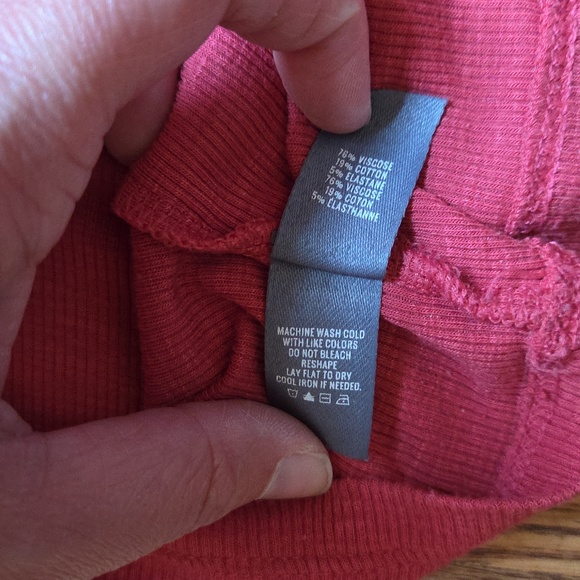 76% VISCOSE
19% COTTON
5% ELASTANE
76% VISCOSE
19% COTON
5% ÉLASTHANNE
MACHINE WASH COLD
WITH LIKE COLORS
DO NOT BLEACH
RESHAPE
LAY FLAT TO DRY
COOL IRON IF NEEDED.